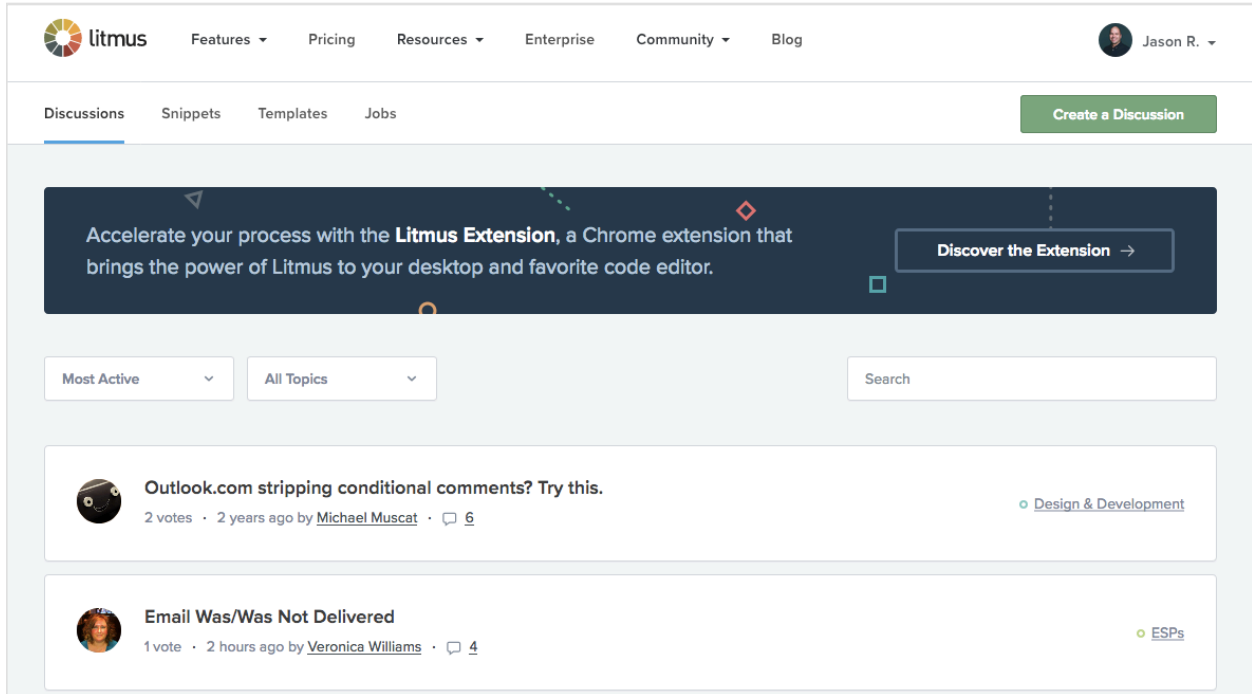 litmus Features Pricing Resources Enterprise Community Blog Jason R.
Discussions Snippets Templates Jobs Create a Discussion
Accelerate your process with the Litmus Extension, a Chrome extension that
brings the power of Litmus to your desktop and favorite code editor.
Discover the Extension →
Most Active All Topics Search
Outlook.com stripping conditional comments? Try this.
2 votes · 2 years ago by Michael Muscat · 6
Design & Development
Email Was/Was Not Delivered
1 vote · 2 hours ago by Veronica Williams · 4
ESPs